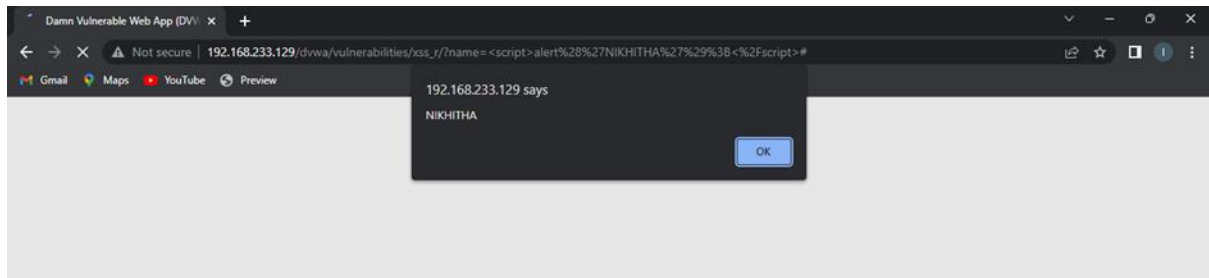 Damn Vulnerable Web App (DVW
Not secure | 192.168.233.129/dvwa/vulnerabilities/xss_r/?name=<script>alert%28%27NIKHITHA%27%29%3B<%2Fscript>#
Gmail Maps YouTube Preview
192.168.233.129 says
NIKHITHA
OK